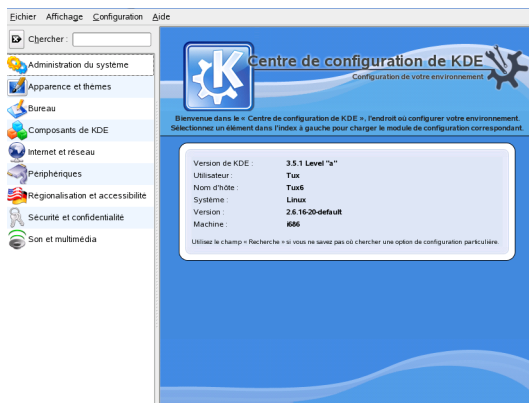 Fichier Affichage Configuration Aide
Chercher :
Administration du système
Apparence et thèmes
Bureau
Composants de KDE
Internet et réseau
Périphériques
Régionalisation et accessibilité
Sécurité et confidentialité
Son et multimédia
Centre de configuration de KDE
Configuration de votre environnement
Bienvenue dans le « Centre de configuration de KDE », l'endroit où configurer votre environnement.
Sélectionnez un élément dans l'index à gauche pour charger le module de configuration correspondant.
Version de KDE : 3.5.1 Level "a"
Utilisateur : Tux
Nom d'hôte : Tux6
Système : Linux
Version : 2.6.16-20-default
Machine : i686
Utilisez le champ « Recherche » si vous ne savez pas où chercher une option de configuration particulière.